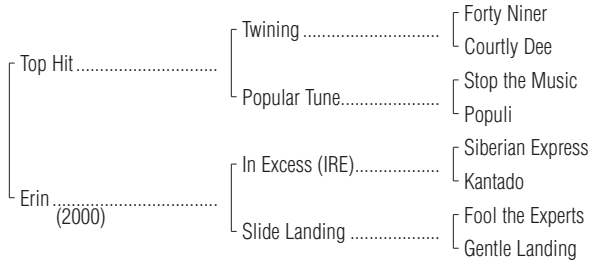 Forty Niner
Twining
Courtly Dee
Top Hit
Stop the Music
Popular Tune
Populi
Siberian Express
In Excess (IRE)
Kantado
Erin
(2000)
Fool the Experts
Slide Landing
Gentle Landing